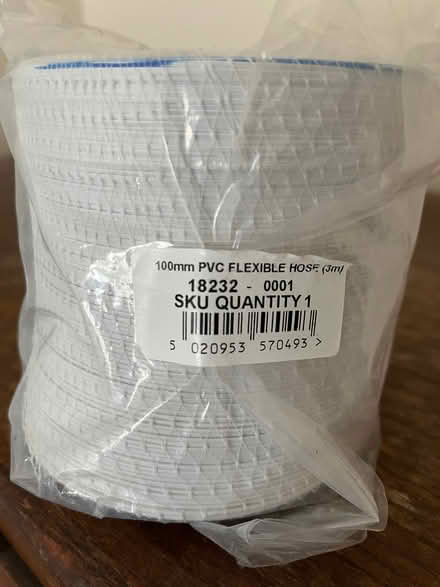 100mm PVC FLEXIBLE HOSE (3m)
18232 - 0001
SKU QUANTITY 1
5 020953 570493 >